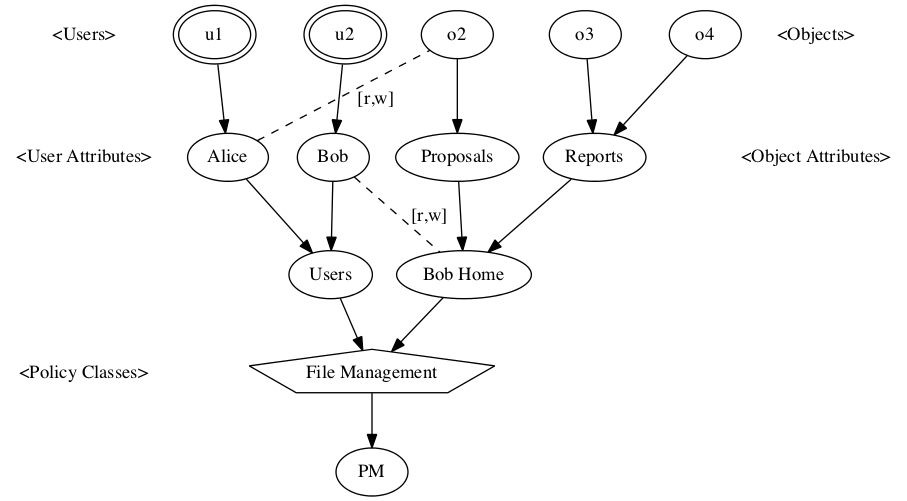 <Users> u1 u2 o2 o3 o4 <Objects>
[r,w]
<User Attributes> Alice Bob Proposals Reports <Object Attributes>
[r,w]
Users Bob Home
<Policy Classes> File Management
PM